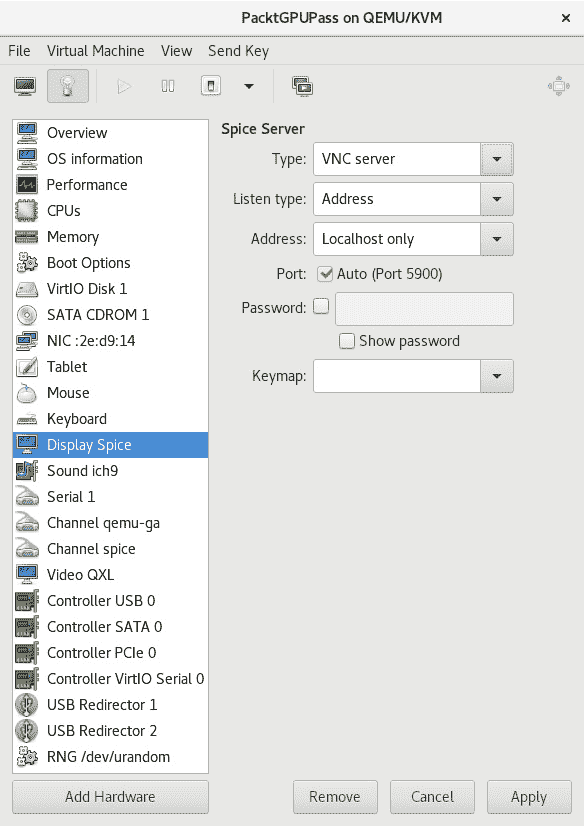 PacktGPUPass on QEMU/KVM ×
File Virtual Machine View Send Key
Overview
OS information
Performance
CPUs
Memory
Boot Options
VirtIO Disk 1
SATA CDROM 1
NIC :2e:d9:14
Tablet
Mouse
Keyboard
Display Spice
Sound ich9
Serial 1
Channel qemu-ga
Channel spice
Video QXL
Controller USB 0
Controller SATA 0
Controller PCIe 0
Controller VirtIO Serial 0
USB Redirector 1
USB Redirector 2
RNG /dev/urandom
Add Hardware
Spice Server
Type: VNC server
Listen type: Address
Address: Localhost only
Port: Auto (Port 5900)
Password:
Show password
Keymap:
Remove Cancel Apply